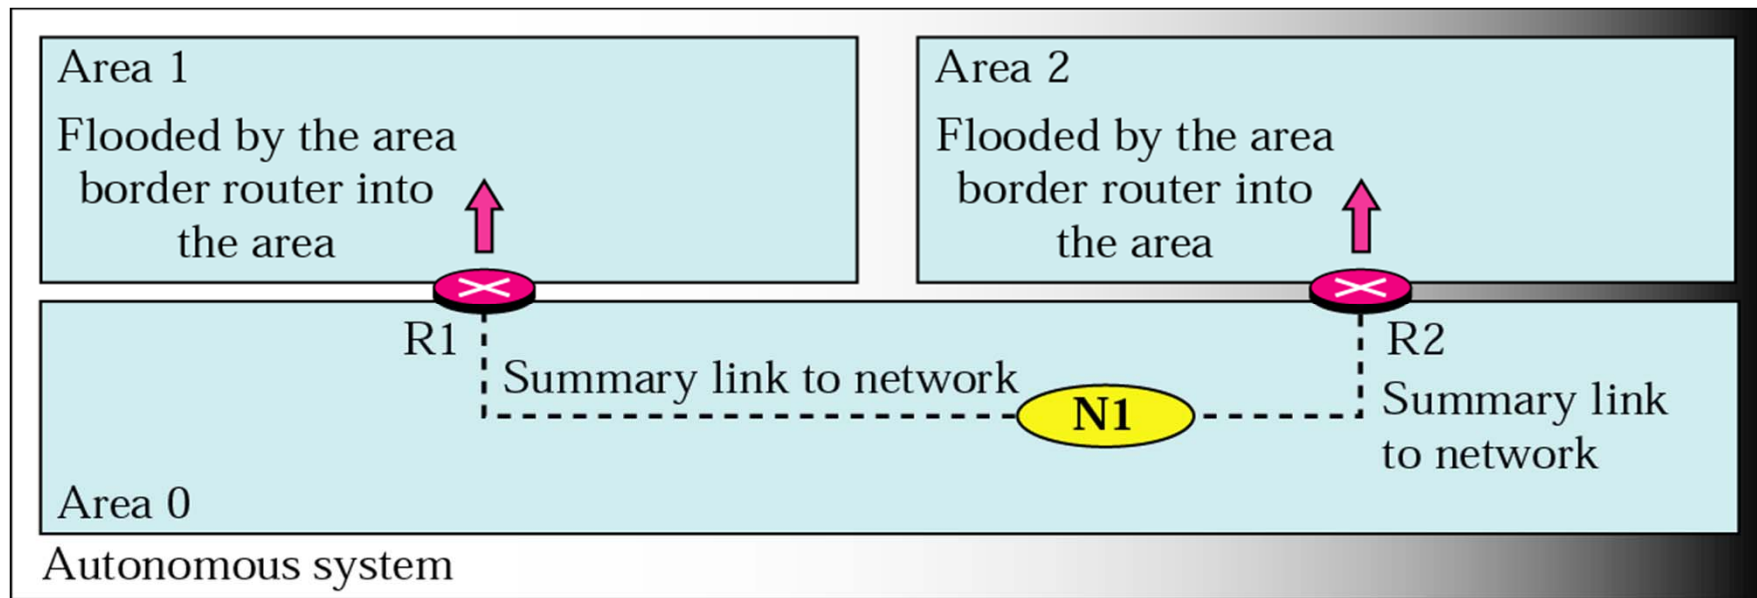 Area 1
Flooded by the area
border router into
the area
Area 2
Flooded by the area
border router into
the area
R1
R2
Summary link to network
N1
Summary link
to network
Area 0
Autonomous system